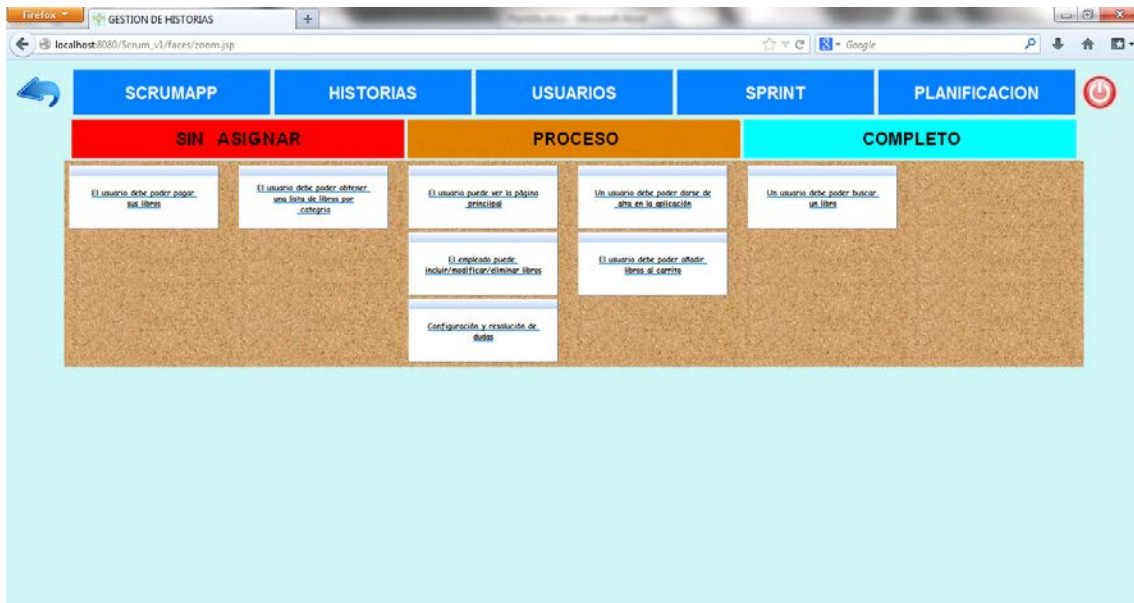 Firefox
GESTION DE HISTORIAS
localhost:8080/Scrum_v1/faces/zoom.jsp
Google
SCRUMAPP
HISTORIAS
USUARIOS
SPRINT
PLANIFICACION
SIN ASIGNAR
PROCESO
COMPLETO
El usuario debe poder pagar
sus libros
El usuario debe poder obtener
una lista de libros por
categria
El usuario puede ver la página
princiipal
Un usuario debe poder darse de
alta en la aplicación
Un usuario debe poder buscar
un libro
El empleado puede
incluir/modificar/eliminar libros
El usuario debe poder añadir
libros al carrito
Configuración y resolución de
dudas